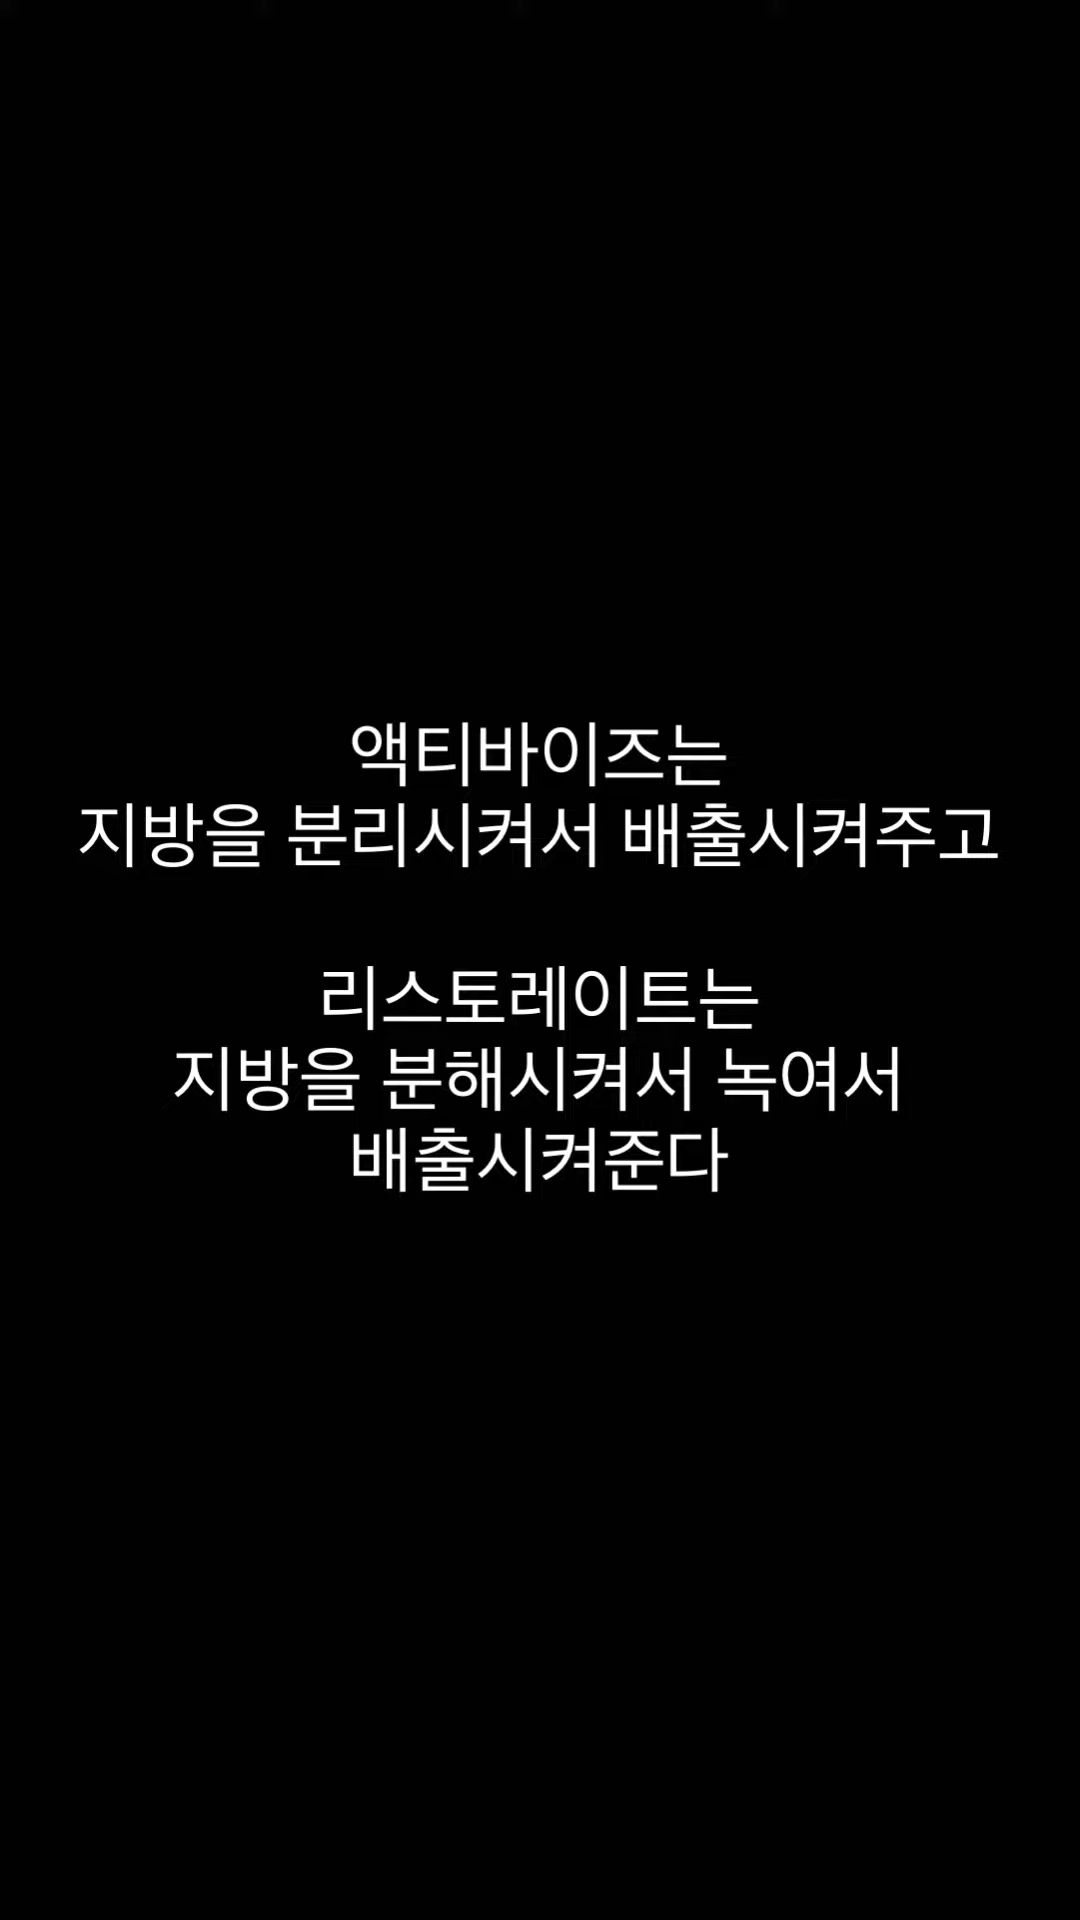 액티바이즈는
지방을 분리시켜서 배출시켜주고
리스토레이트는
지방을 분해시켜서 녹여서
배출시켜준다